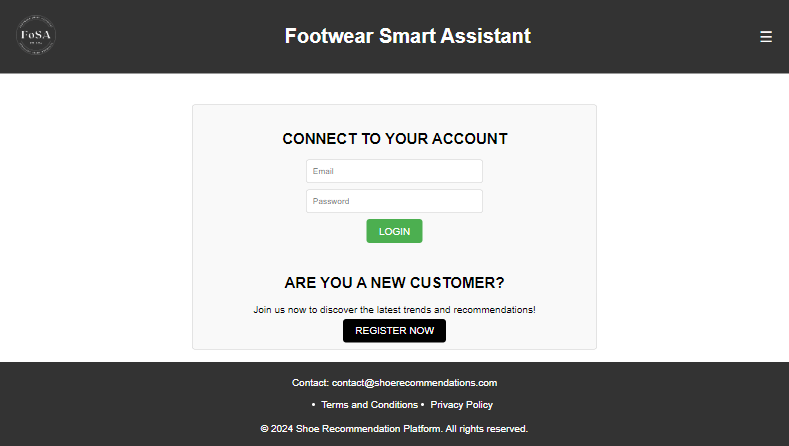 FoSA
Footwear Smart Assistant
☰
CONNECT TO YOUR ACCOUNT
Email
Password
LOGIN
ARE YOU A NEW CUSTOMER?
Join us now to discover the latest trends and recommendations!
REGISTER NOW
Contact: contact@shoerecommendations.com
• Terms and Conditions • Privacy Policy
© 2024 Shoe Recommendation Platform. All rights reserved.